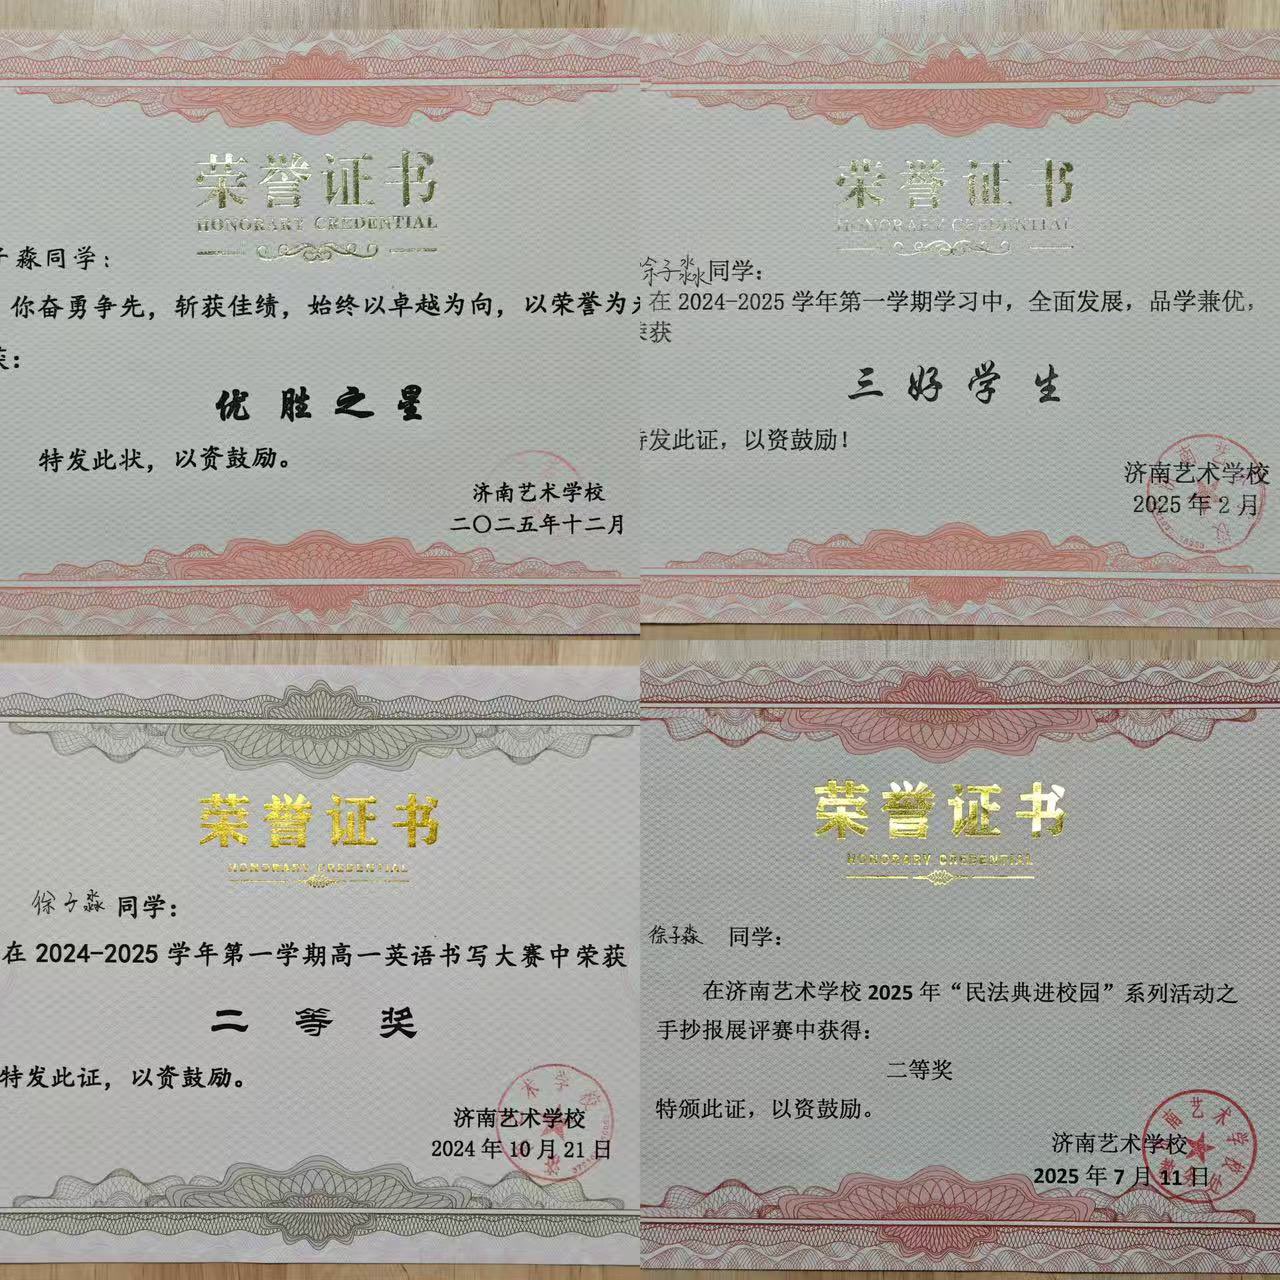 荣誉证书
HONORARY CREDENTIAL
子淼同学：
你奋勇争先，斩获佳绩，始终以卓越为向，以荣誉为
优胜之星
特发此状，以资鼓励。
济南艺术学校
二〇二五年十二月
荣誉证书
HONORARY CREDENTIAL
徐子淼同学：
在2024-2025学年第一学期学习中，全面发展，品学兼优，
荣获
三好学生
特发此证，以资鼓励！
济南艺术学校
2025年2月
荣誉证书
HONORARY CREDENTIAL
徐子淼同学：
在2024-2025学年第一学期高一英语书写大赛中荣获
二等奖
特发此证，以资鼓励。
济南艺术学校
2024年10月21日
荣誉证书
HONORARY CREDENTIAL
徐子淼 同学：
在济南艺术学校2025年“民法典进校园”系列活动之
手抄报展评赛中获得：
二等奖
特颁此证，以资鼓励。
济南艺术学校
2025年7月11日